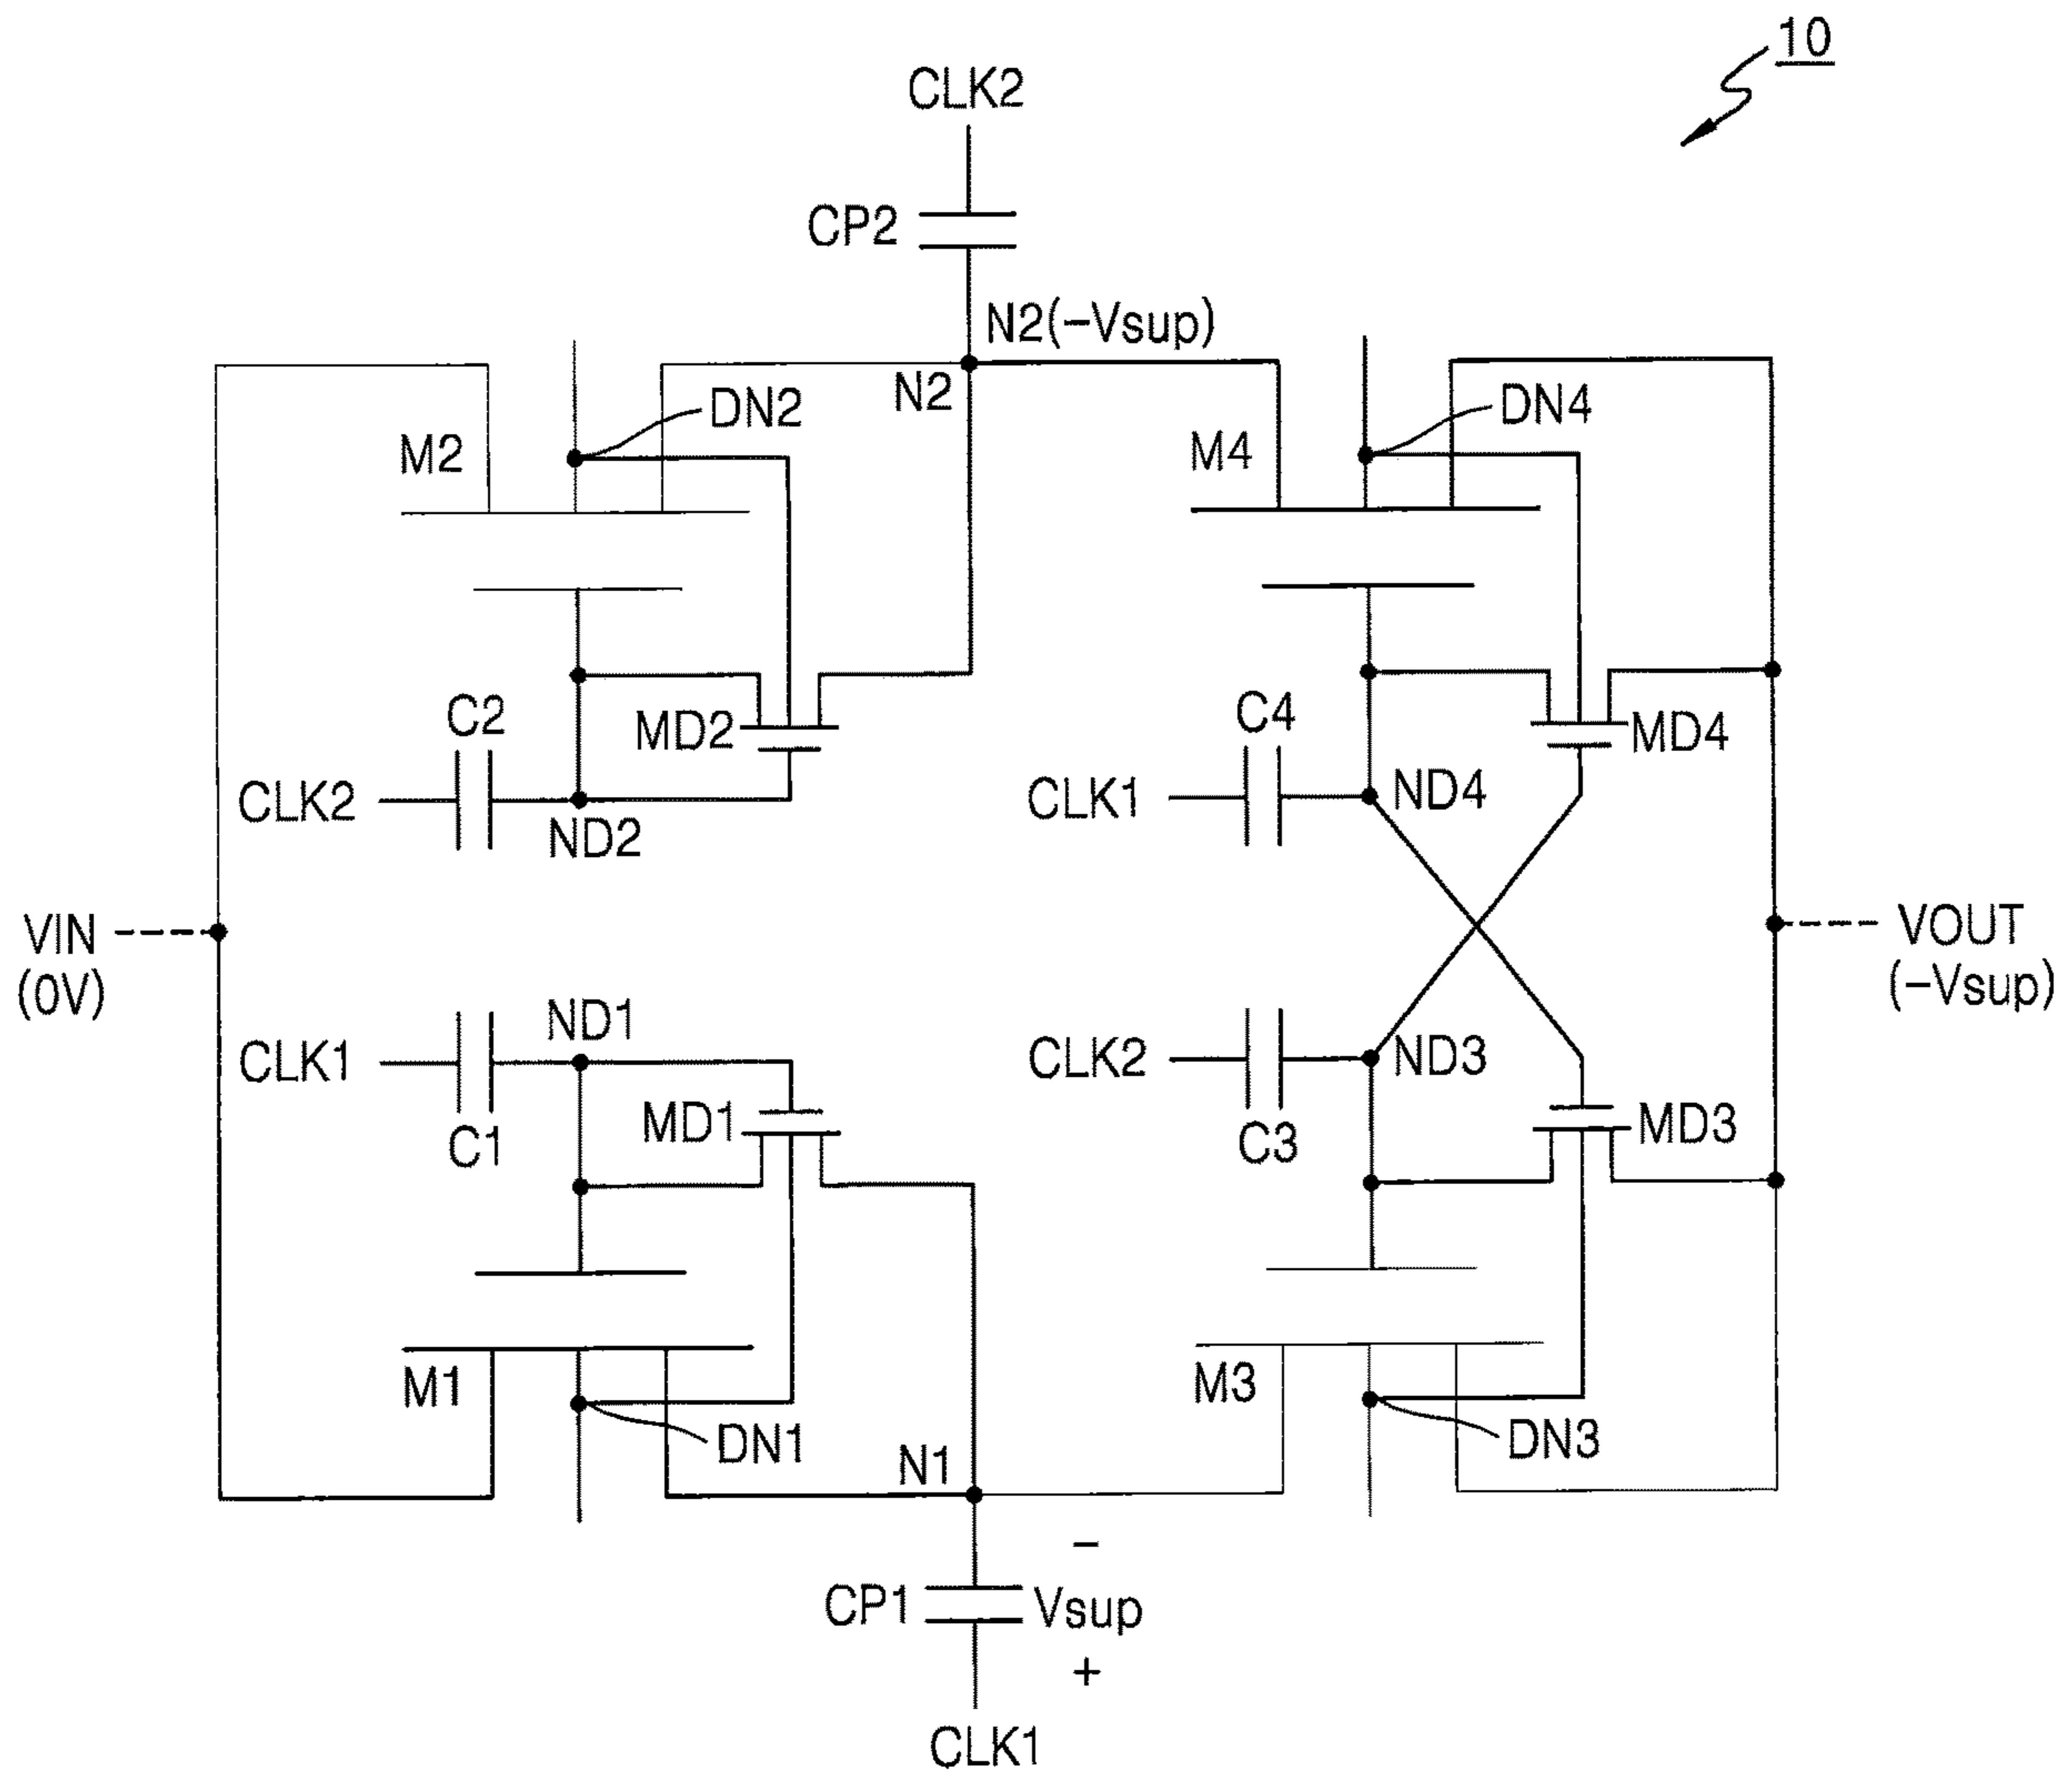 10
CLK2
CP2
N2(−Vsup)
N2
DN2
DN4
M2
M4
C2
MD2
C4
MD4
CLK2
ND2
CLK1
ND4
VIN
(0V)
VOUT
(−Vsup)
ND1
CLK1
C1
MD1
CLK2
ND3
C3
MD3
M1
DN1
N1
M3
DN3
−
CP1
Vsup
+
CLK1